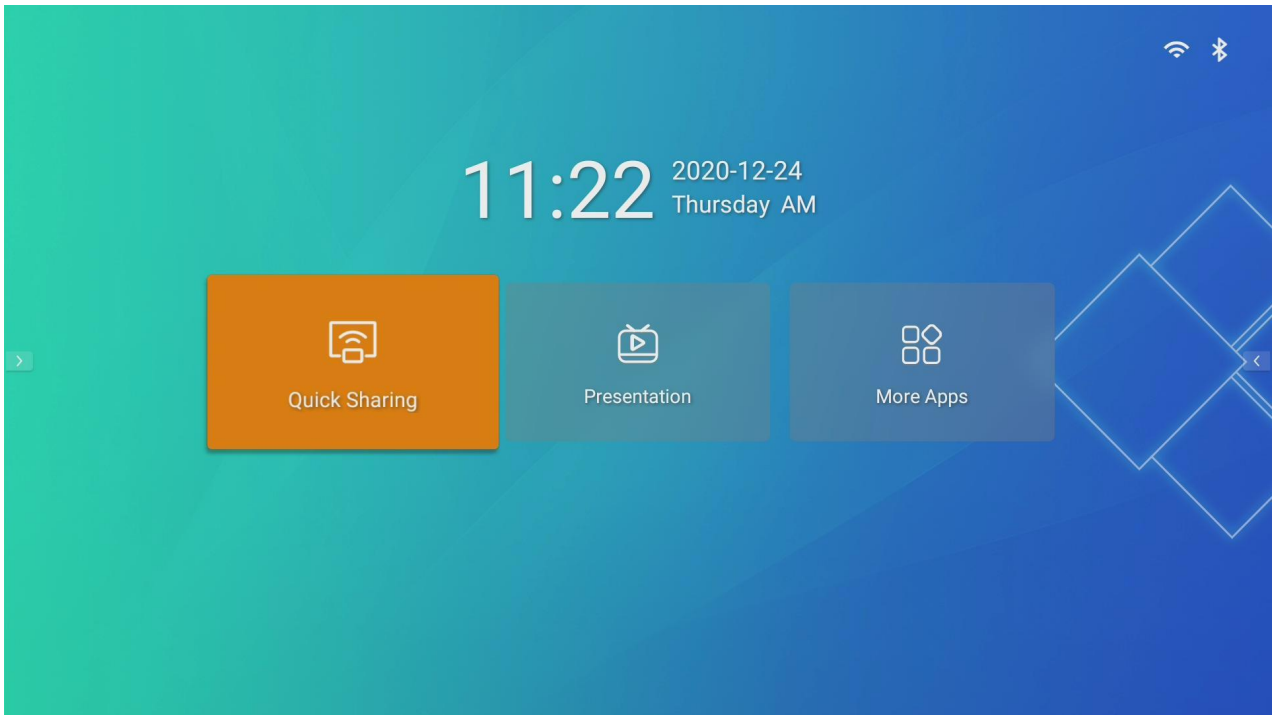 11:22
2020-12-24
Thursday AM
Quick Sharing
Presentation
More Apps